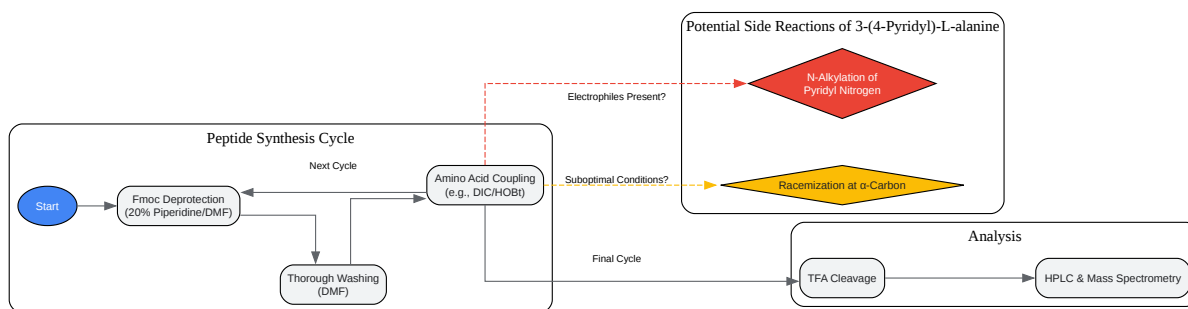 Potential Side Reactions of 3-(4-Pyridyl)-L-alanine
N-Alkylation of
Pyridyl Nitrogen
Electrophiles Present?
Peptide Synthesis Cycle
Next Cycle
Amino Acid Coupling
(e.g., DIC/HOBt)
Suboptimal Conditions?
Racemization at α-Carbon
Start
Fmoc Deprotection
(20% Piperidine/DMF)
Thorough Washing
(DMF)
Final Cycle
Analysis
TFA Cleavage
HPLC & Mass Spectrometry